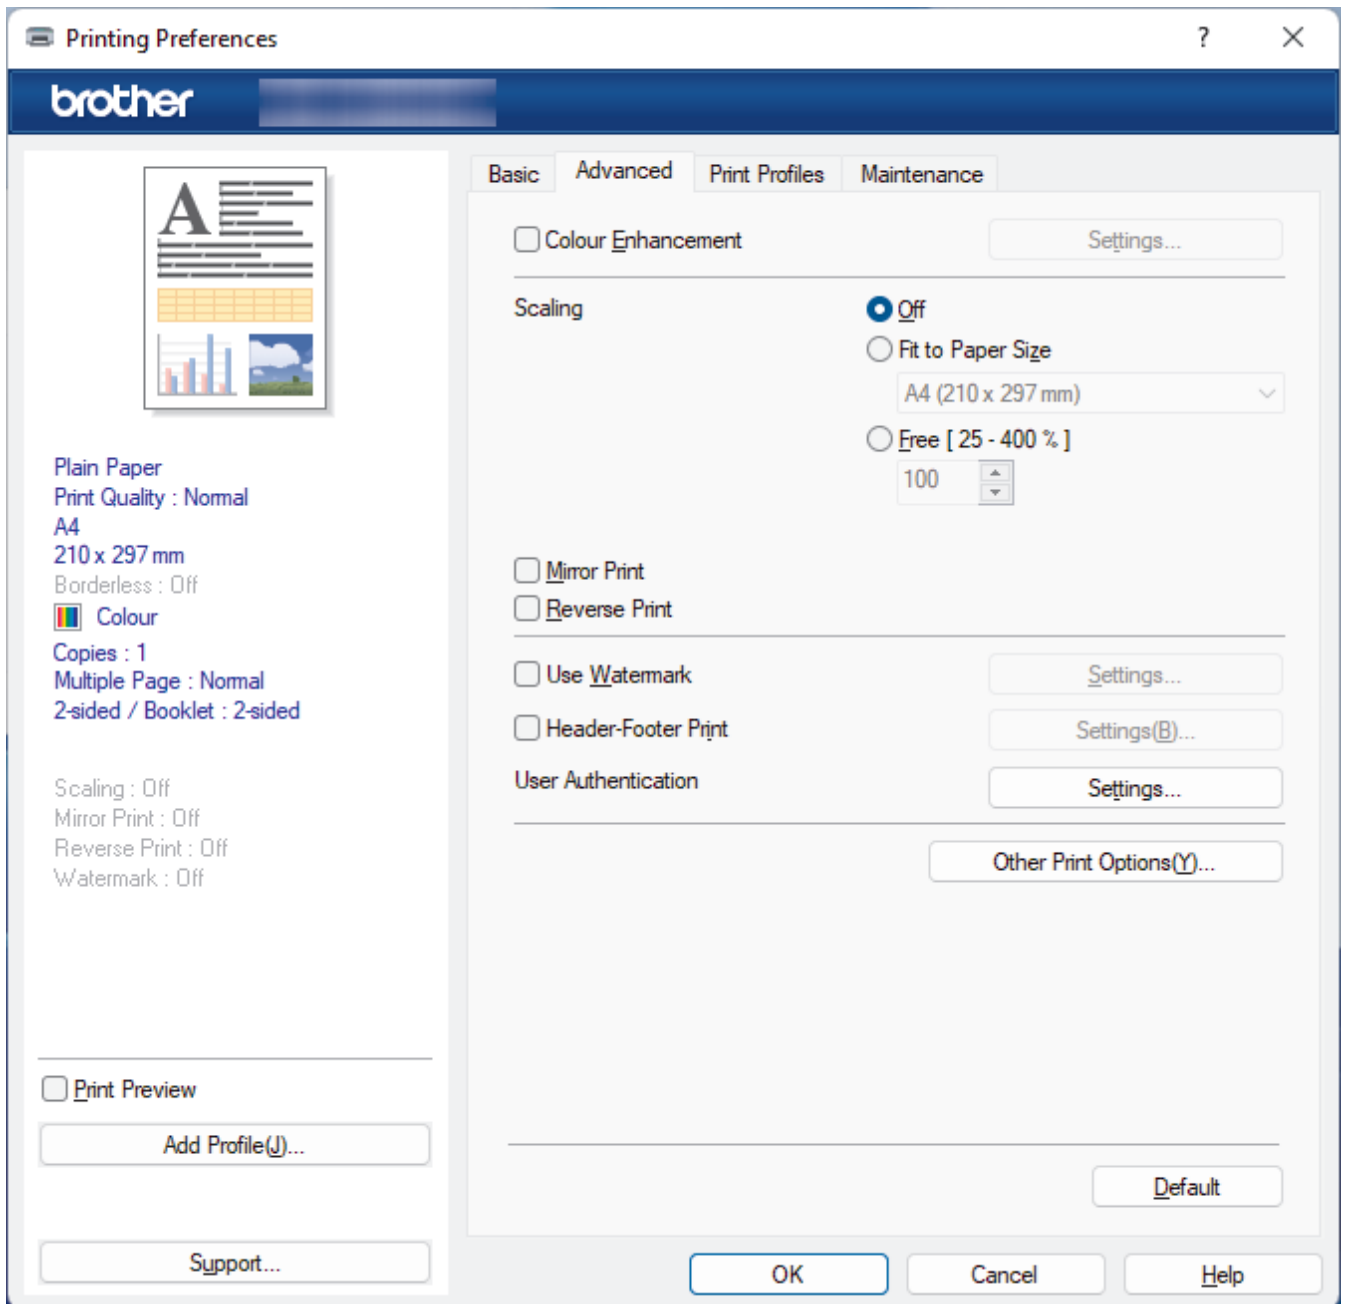 Printing Preferences
brother
A
Plain Paper
Print Quality : Normal
A4
210 x 297 mm
Borderless : Off
Colour
Copies : 1
Multiple Page : Normal
2-sided / Booklet : 2-sided
Scaling : Off
Mirror Print : Off
Reverse Print : Off
Watermark : Off
Print Preview
Add Profile(J)...
Support...
Basic Advanced Print Profiles Maintenance
Colour Enhancement Settings...
Scaling Off
Fit to Paper Size
A4 (210 x 297 mm)
Free [ 25 - 400 % ]
100
Mirror Print
Reverse Print
Use Watermark Settings...
Header-Footer Print Settings(B)...
User Authentication Settings...
Other Print Options(Y)...
Default
OK Cancel Help